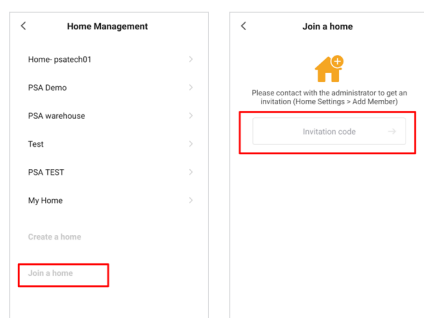 Home Management
Home- psatech01
PSA Demo
PSA warehouse
Test
PSA TEST
My Home
Create a home
Join a home
Join a home
Please contact with the administrator to get an
invitation (Home Settings > Add Member)
Invitation code